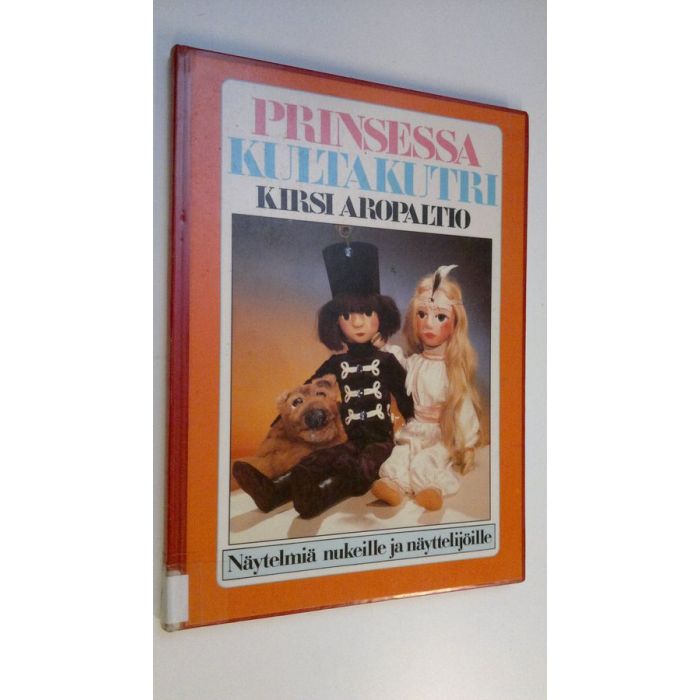 PRINSESSA
KULTAKUTRI
KIRSI AROPALTIO
Näytelmiä nukeille ja näyttelijöille